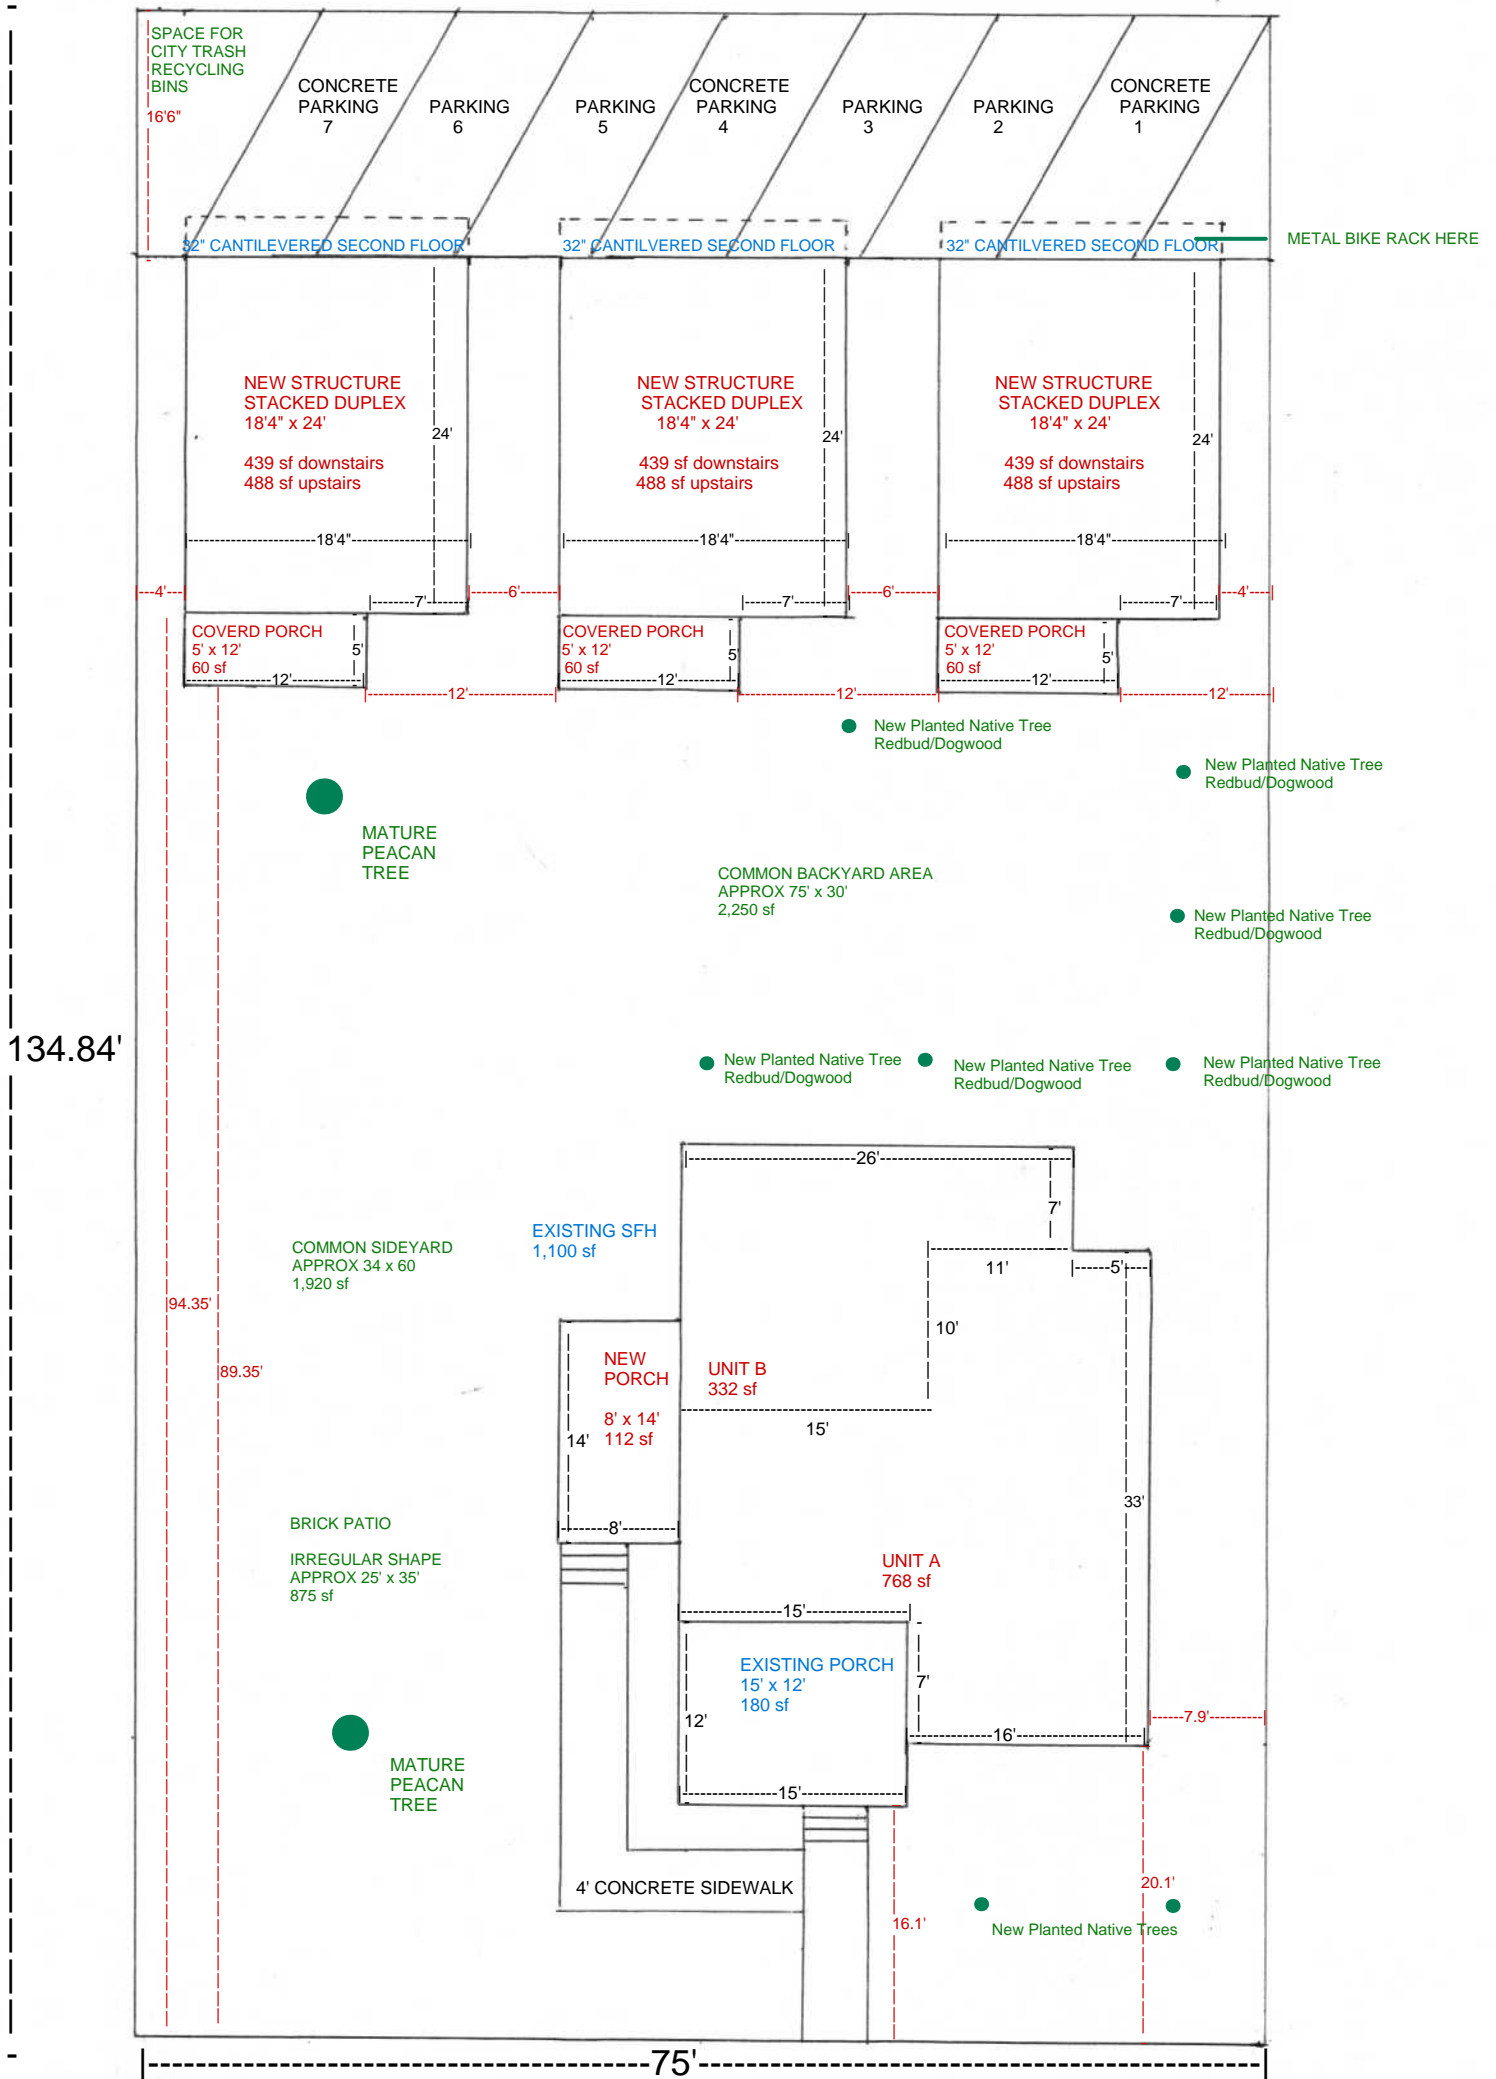 SPACE FOR
CITY TRASH
RECYCLING
BINS
16'6"
CONCRETE
PARKING
7
PARKING
6
PARKING
5
CONCRETE
PARKING
4
PARKING
3
PARKING
2
CONCRETE
PARKING
1
32" CANTILEVERED SECOND FLOOR
32" CANTILVERED SECOND FLOOR
32" CANTILVERED SECOND FLOOR
METAL BIKE RACK HERE
NEW STRUCTURE
STACKED DUPLEX
18'4" x 24'
439 sf downstairs
488 sf upstairs
24'
18'4"
7'
NEW STRUCTURE
STACKED DUPLEX
18'4" x 24'
439 sf downstairs
488 sf upstairs
24'
18'4"
7'
NEW STRUCTURE
STACKED DUPLEX
18'4" x 24'
439 sf downstairs
488 sf upstairs
24'
18'4"
7'
4'
6'
6'
4'
COVERD PORCH
5' x 12'
60 sf
5'
12'
COVERED PORCH
5' x 12'
60 sf
5'
12'
COVERED PORCH
5' x 12'
60 sf
5'
12'
12'
12'
12'
New Planted Native Tree
Redbud/Dogwood
New Planted Native Tree
Redbud/Dogwood
MATURE
PEACAN
TREE
COMMON BACKYARD AREA
APPROX 75' x 30'
2,250 sf
New Planted Native Tree
Redbud/Dogwood
134.84'
New Planted Native Tree
Redbud/Dogwood
New Planted Native Tree
Redbud/Dogwood
New Planted Native Tree
Redbud/Dogwood
26'
7'
EXISTING SFH
1,100 sf
COMMON SIDEYARD
APPROX 34 x 60
1,920 sf
11'
5'
94.35'
10'
89.35'
NEW
PORCH
8' x 14'
112 sf
14'
8'
UNIT B
332 sf
15'
33'
BRICK PATIO
IRREGULAR SHAPE
APPROX 25' x 35'
875 sf
UNIT A
768 sf
15'
EXISTING PORCH
15' x 12'
180 sf
7'
12'
7.9'
16'
15'
MATURE
PEACAN
TREE
4' CONCRETE SIDEWALK
20.1'
16.1'
New Planted Native Trees
75'